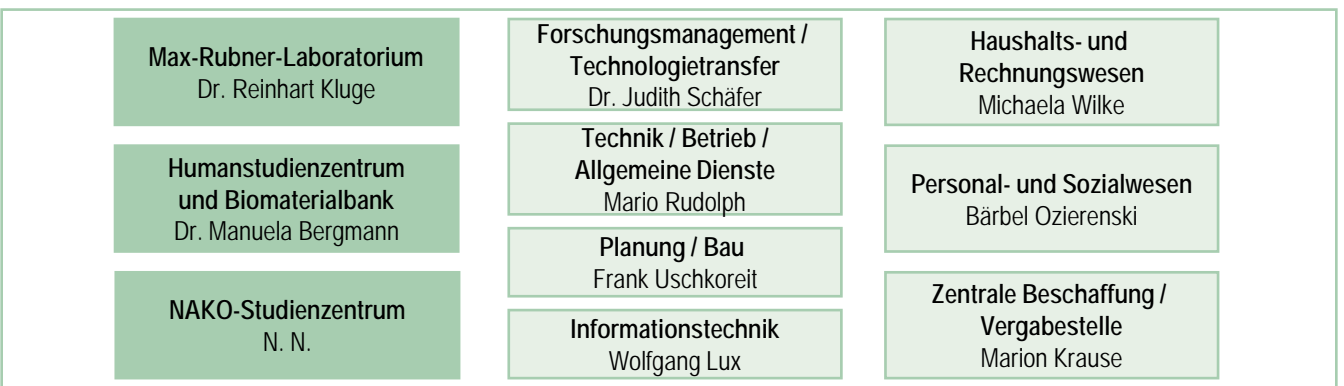 Max-Rubner-Laboratorium
Dr. Reinhart Kluge
Humanstudienzentrum
und Biomaterialbank
Dr. Manuela Bergmann
NAKO-Studienzentrum
N. N.
Forschungsmanagement /
Technologietransfer
Dr. Judith Schäfer
Technik / Betrieb /
Allgemeine Dienste
Mario Rudolph
Planung / Bau
Frank Uschkoreit
Informationstechnik
Wolfgang Lux
Haushalts- und
Rechnungswesen
Michaela Wilke
Personal- und Sozialwesen
Bärbel Ozierenski
Zentrale Beschaffung /
Vergabestelle
Marion Krause